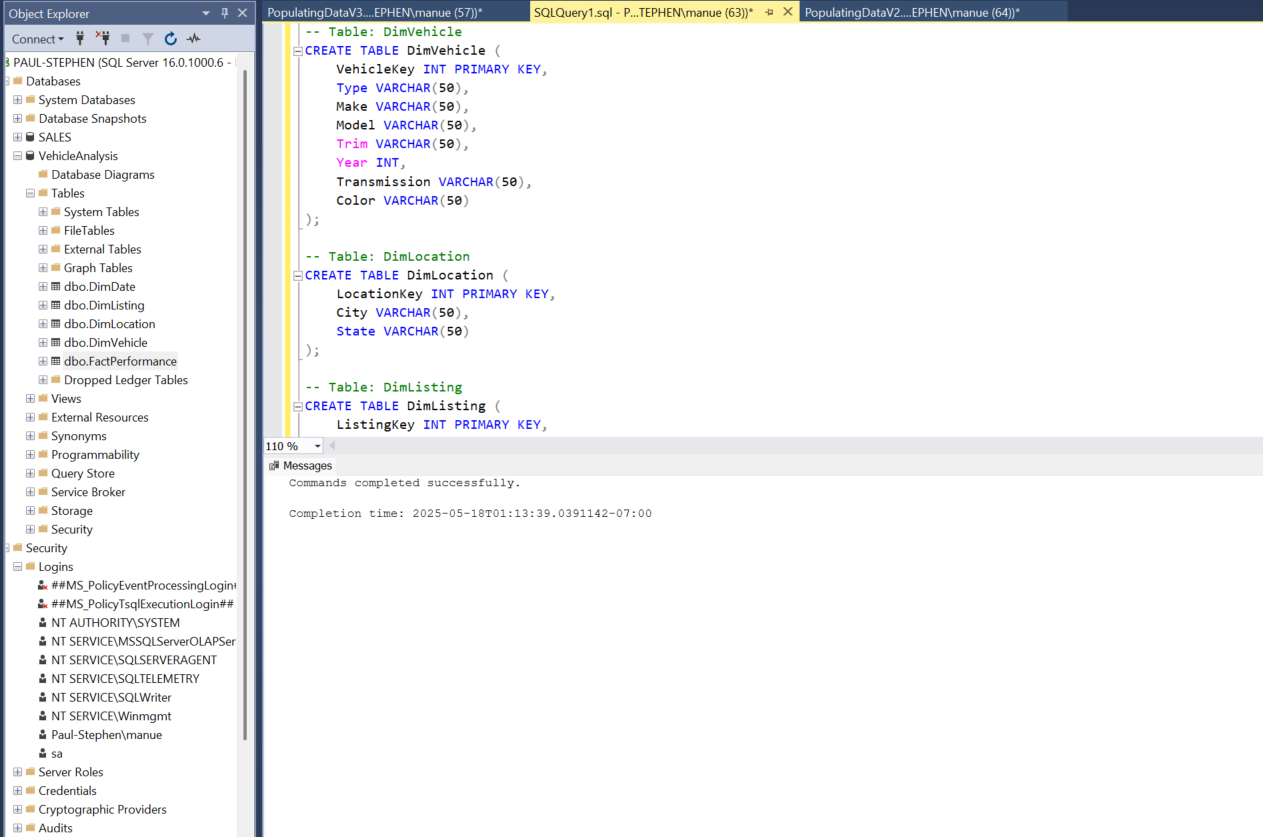 Object Explorer
Connect
PAUL-STEPHEN (SQL Server 16.0.1000.6 -
Databases
System Databases
Database Snapshots
SALES
VehicleAnalysis
Database Diagrams
Tables
System Tables
FileTables
External Tables
Graph Tables
dbo.DimDate
dbo.DimListing
dbo.DimLocation
dbo.DimVehicle
dbo.FactPerformance
Dropped Ledger Tables
Views
External Resources
Synonyms
Programmability
Query Store
Service Broker
Storage
Security
Security
Logins
##MS_PolicyEventProcessingLogin#
##MS_PolicyTsqlExecutionLogin##
NT AUTHORITY\SYSTEM
NT SERVICE\MSSQLServerOLAPSer
NT SERVICE\SQLSERVERAGENT
NT SERVICE\SQLTELEMETRY
NT SERVICE\SQLWriter
NT SERVICE\Winmgmt
Paul-Stephen\manue
sa
Server Roles
Credentials
Cryptographic Providers
Audits
PopulatingDataV3....EPHEN\manue (57))* SQLQuery1.sql - P...TEPHEN\manue (63))* PopulatingDataV2....EPHEN\manue (64))*
-- Table: DimVehicle
CREATE TABLE DimVehicle (
VehicleKey INT PRIMARY KEY,
Type VARCHAR(50),
Make VARCHAR(50),
Model VARCHAR(50),
Trim VARCHAR(50),
Year INT,
Transmission VARCHAR(50),
Color VARCHAR(50)
);
-- Table: DimLocation
CREATE TABLE DimLocation (
LocationKey INT PRIMARY KEY,
City VARCHAR(50),
State VARCHAR(50)
);
-- Table: DimListing
CREATE TABLE DimListing (
ListingKey INT PRIMARY KEY,
110 %
Messages
Commands completed successfully.
Completion time: 2025-05-18T01:13:39.0391142-07:00